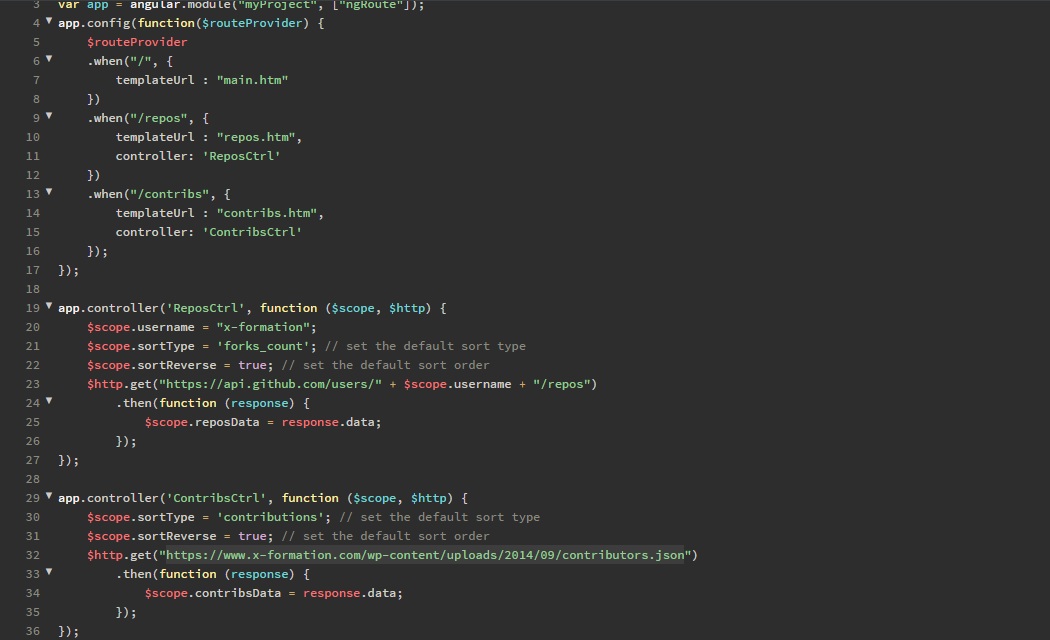 3 var app = angular.module("myProject", ["ngRoute"]);
4 app.config(function($routeProvider) {
5 $routeProvider
6 .when("/", {
7 templateUrl : "main.htm"
8 })
9 .when("/repos", {
10 templateUrl : "repos.htm",
11 controller: 'ReposCtrl'
12 })
13 .when("/contribs", {
14 templateUrl : "contribs.htm",
15 controller: 'ContribsCtrl'
16 });
17 });
18
19 app.controller('ReposCtrl', function ($scope, $http) {
20 $scope.username = "x-formation";
21 $scope.sortType = 'forks_count'; // set the default sort type
22 $scope.sortReverse = true; // set the default sort order
23 $http.get("https://api.github.com/users/" + $scope.username + "/repos")
24 .then(function (response) {
25 $scope.reposData = response.data;
26 });
27 });
28
29 app.controller('ContribsCtrl', function ($scope, $http) {
30 $scope.sortType = 'contributions'; // set the default sort type
31 $scope.sortReverse = true; // set the default sort order
32 $http.get("https://www.x-formation.com/wp-content/uploads/2014/09/contributors.json")
33 .then(function (response) {
34 $scope.contribsData = response.data;
35 });
36 });